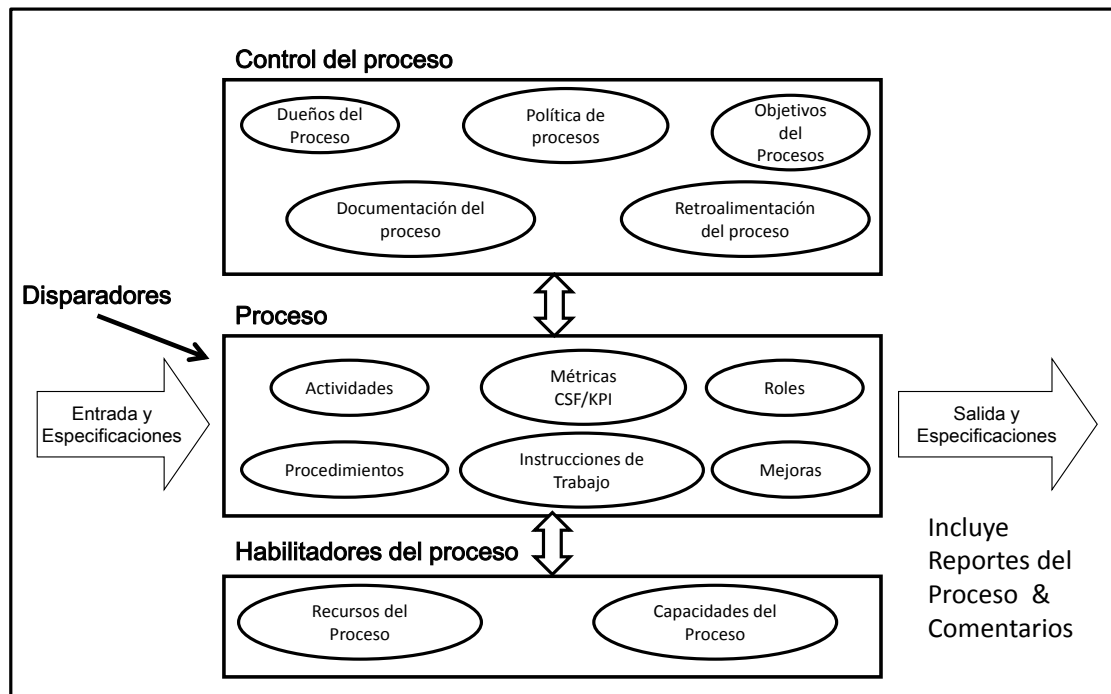 Control del proceso
Dueños del
Proceso
Política de
procesos
Objetivos
del
Procesos
Documentación del
proceso
Retroalimentación
del proceso
Disparadores
Proceso
Entrada y
Especificaciones
Actividades
Métricas
CSF/KPI
Roles
Procedimientos
Instrucciones de
Trabajo
Mejoras
Salida y
Especificaciones
Incluye
Reportes del
Proceso &
Comentarios
Habilitadores del proceso
Recursos del
Proceso
Capacidades del
Proceso